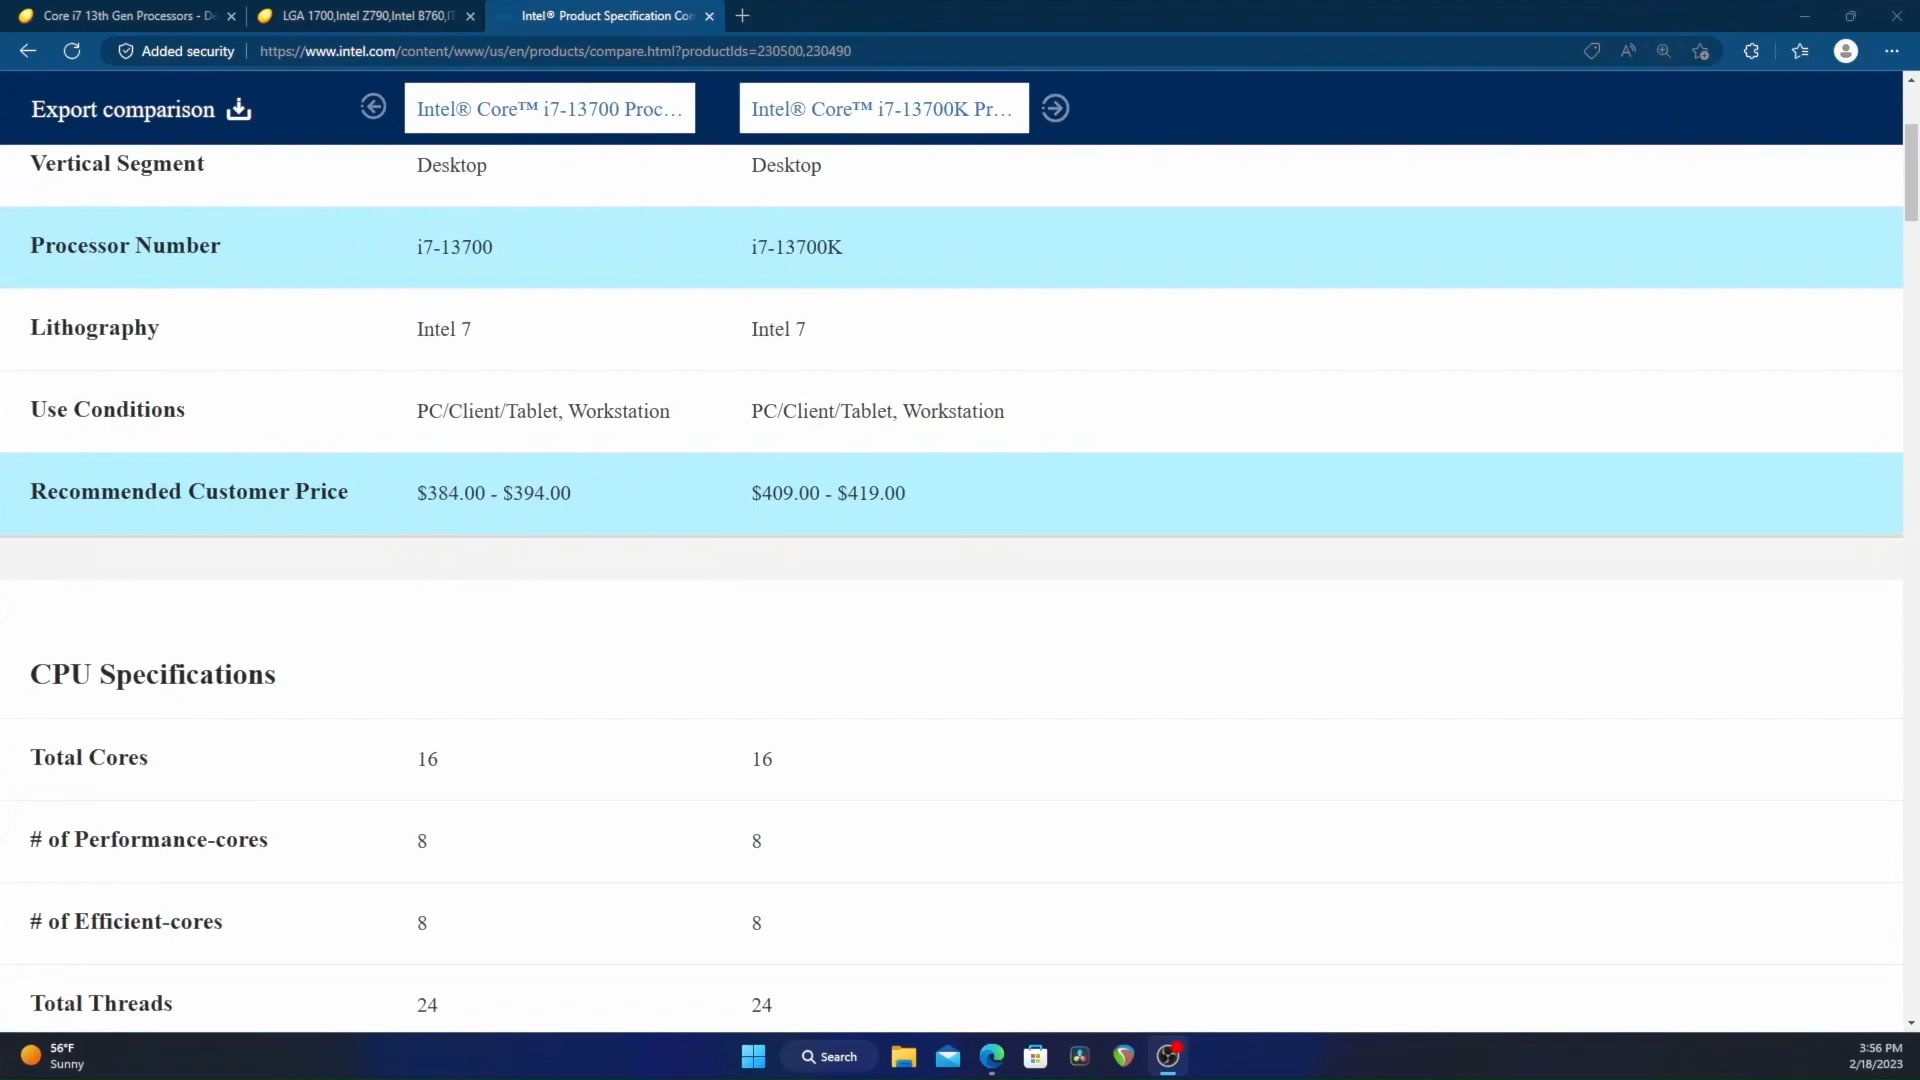 Core i7 13th Gen Processors - De
LGA 1700,Intel Z790,Intel B760,IT
Intel® Product Specification Con
Added security
https://www.intel.com/content/www/us/en/products/compare.html?productIds=230500,230490
Export comparison
Intel® Core™ i7-13700 Proc...
Intel® Core™ i7-13700K Pr...
Vertical Segment Desktop Desktop
Processor Number i7-13700 i7-13700K
Lithography Intel 7 Intel 7
Use Conditions PC/Client/Tablet, Workstation PC/Client/Tablet, Workstation
Recommended Customer Price $384.00 - $394.00 $409.00 - $419.00
CPU Specifications
Total Cores 16 16
# of Performance-cores 8 8
# of Efficient-cores 8 8
Total Threads 24 24
56°F
Sunny
Search
3:56 PM
2/18/2023